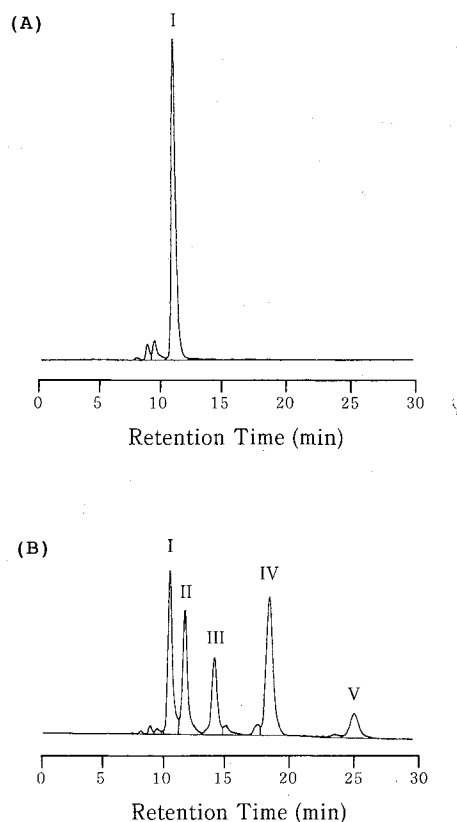 (A)
I
0 5 10 15 20 25 30
Retention Time (min)
(B)
I
II
III
IV
V
0 5 10 15 20 25 30
Retention Time (min)